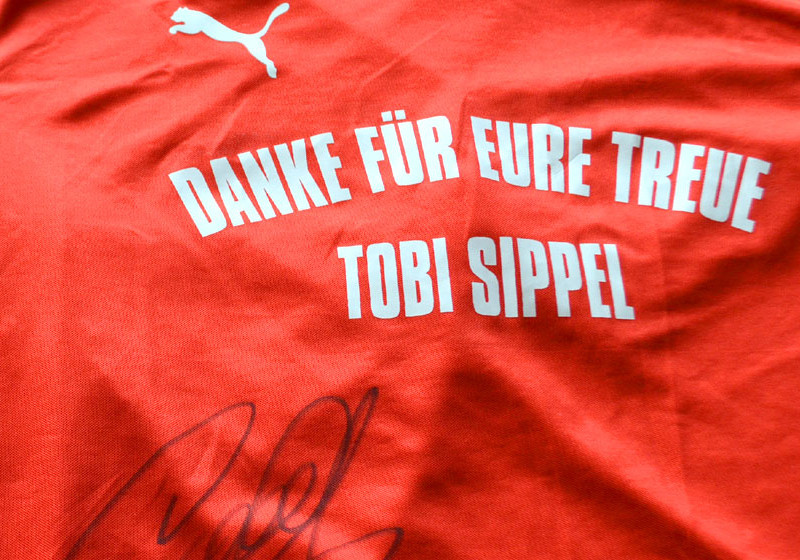 DANKE FÜR EURE TREUE
TOBI SIPPEL